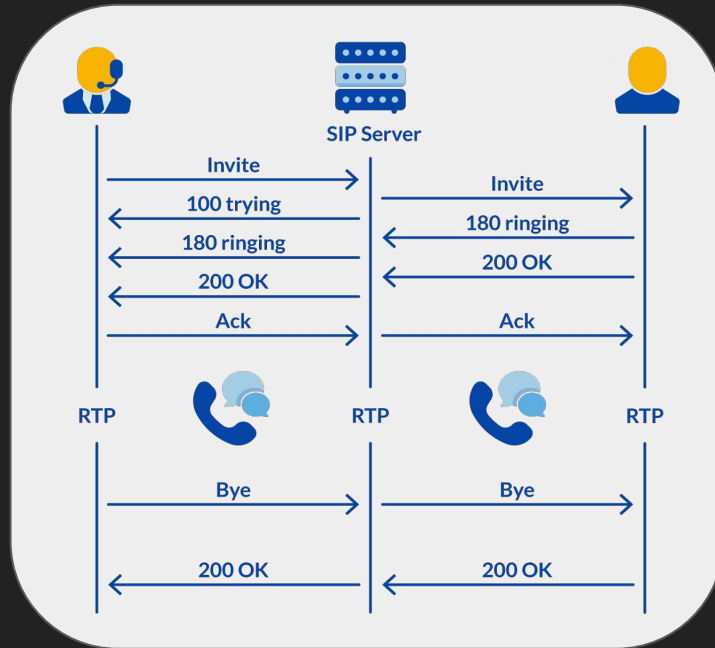 SIP Server
Invite
Invite
100 trying
180 ringing
180 ringing
200 OK
200 OK
Ack
Ack
RTP
RTP
RTP
Bye
Bye
200 OK
200 OK